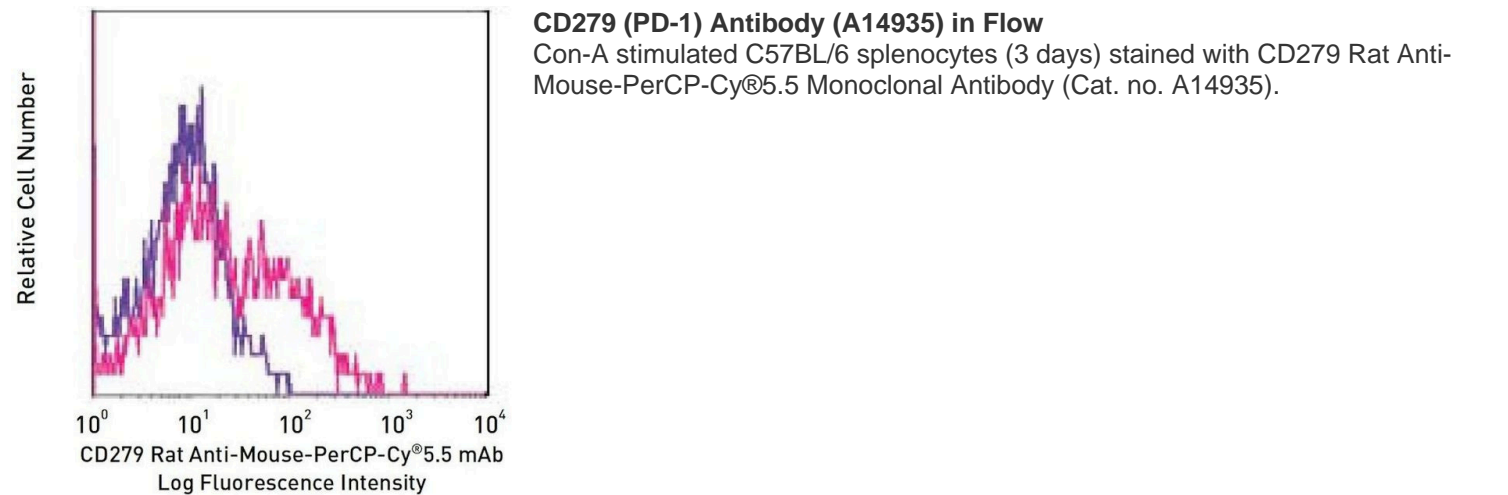 CD279 (PD-1) Antibody (A14935) in Flow
Con-A stimulated C57BL/6 splenocytes (3 days) stained with CD279 Rat Anti-
Mouse-PerCP-Cy®5.5 Monoclonal Antibody (Cat. no. A14935).
Relative Cell Number
10⁰ 10¹ 10² 10³ 10⁴
CD279 Rat Anti-Mouse-PerCP-Cy®5.5 mAb
Log Fluorescence Intensity